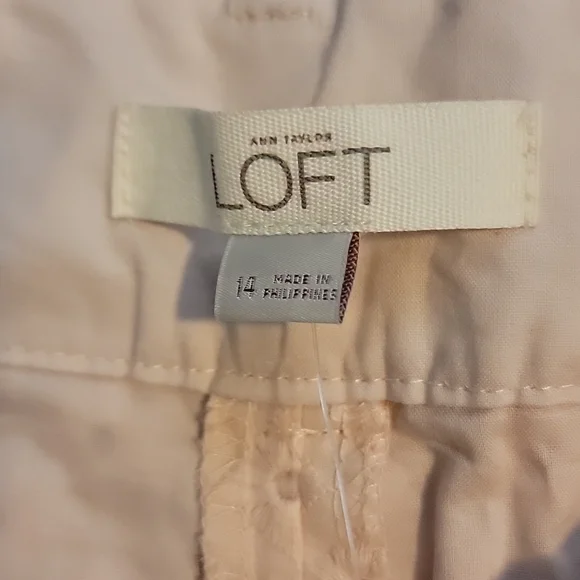 ANN TAYLOR
LOFT
14 MADE IN
PHILIPPINES